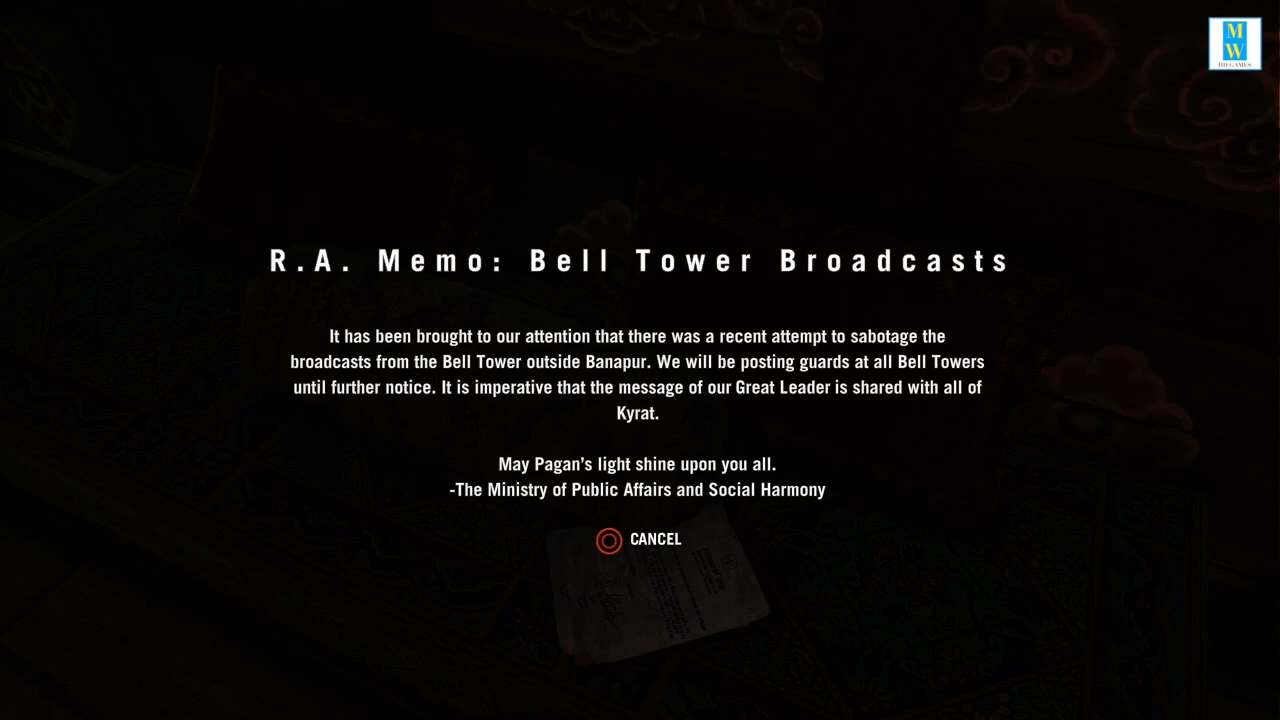 M
W
HD GAMES
R.A. Memo: Bell Tower Broadcasts
It has been brought to our attention that there was a recent attempt to sabotage the
broadcasts from the Bell Tower outside Banapur. We will be posting guards at all Bell Towers
until further notice. It is imperative that the message of our Great Leader is shared with all of
Kyrat.
May Pagan's light shine upon you all.
-The Ministry of Public Affairs and Social Harmony
CANCEL